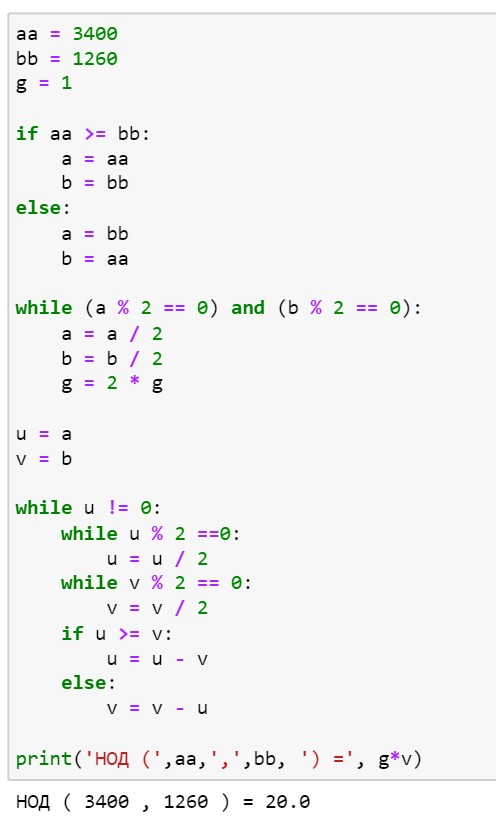 aa = 3400
bb = 1260
g = 1

if aa >= bb:
    a = aa
    b = bb
else:
    a = bb
    b = aa

while (a % 2 == 0) and (b % 2 == 0):
    a = a / 2
    b = b / 2
    g = 2 * g

u = a
v = b

while u != 0:
    while u % 2 ==0:
        u = u / 2
    while v % 2 == 0:
        v = v / 2
    if u >= v:
        u = u - v
    else:
        v = v - u

print('НОД (',aa,',',bb, ') =', g*v)
НОД ( 3400 , 1260 ) = 20.0